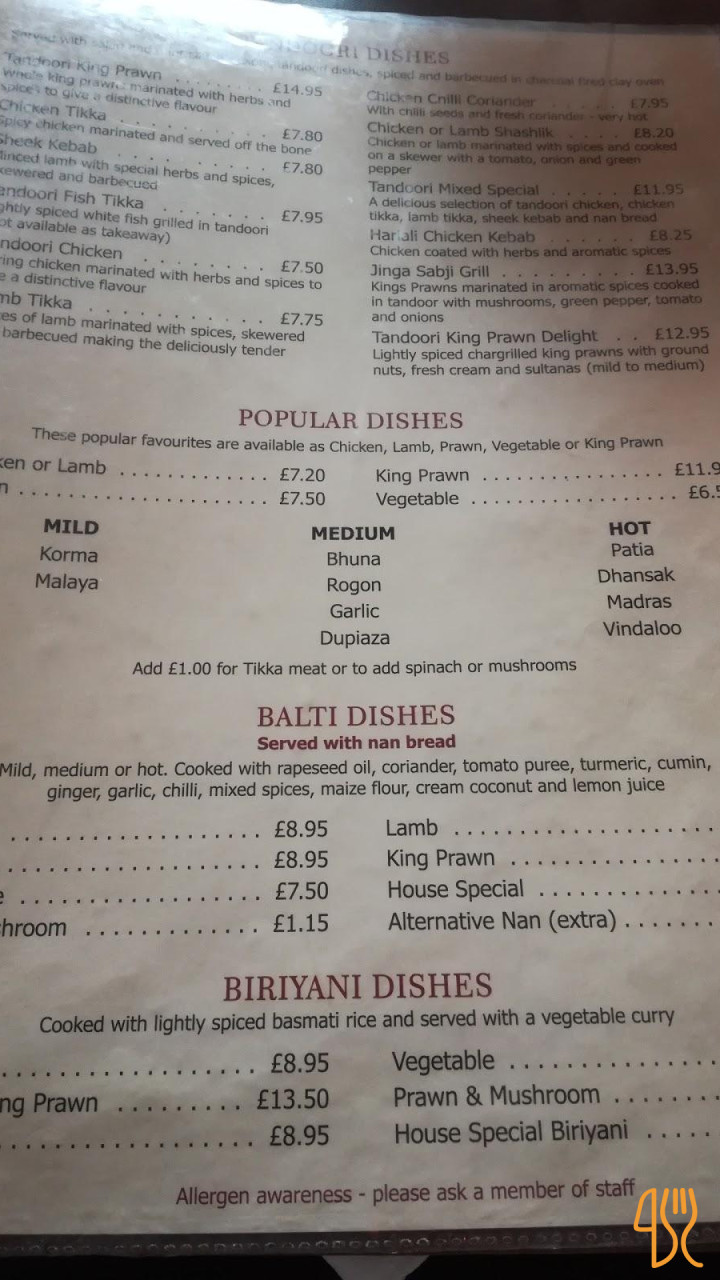 DISHES
spiced and barbecued in charcoal fired clay oven
Tandoori King Prawn . . . . . . . . £14.95
Whole king prawns marinated with herbs and
spices to give a distinctive flavour
Chicken Tikka . . . . . . . . £7.80
Spicy chicken marinated and served off the bone
Sheek Kebab . . . . . . . . £7.80
Minced lamb with special herbs and spices,
skewered and barbecued
andoori Fish Tikka . . . . . . . £7.95
ghtly spiced white fish grilled in tandoori
ot available as takeaway)
ndoori Chicken . . . . . . . . £7.50
ring chicken marinated with herbs and spices to
e a distinctive flavour
mb Tikka . . . . . . . . . . . £7.75
es of lamb marinated with spices, skewered
barbecued making the deliciously tender
Chicken Chilli Coriander . . . . . £7.95
With chilli seeds and fresh coriander - very hot
Chicken or Lamb Shashlik . . . . £8.20
Chicken or lamb marinated with spices and cooked
on a skewer with a tomato, onion and green
pepper
Tandoori Mixed Special . . . . . £11.95
A delicious selection of tandoori chicken, chicken
tikka, lamb tikka, sheek kebab and nan bread
Hariali Chicken Kebab . . . . . . £8.25
Chicken coated with herbs and aromatic spices
Jinga Sabji Grill . . . . . . . . . £13.95
Kings Prawns marinated in aromatic spices cooked
in tandoor with mushrooms, green pepper, tomato
and onions
Tandoori King Prawn Delight . . £12.95
Lightly spiced chargrilled king prawns with ground
nuts, fresh cream and sultanas (mild to medium)
POPULAR DISHES
These popular favourites are available as Chicken, Lamb, Prawn, Vegetable or King Prawn
ken or Lamb . . . . . . . . . . . . . £7.20
n . . . . . . . . . . . . . . . . . . . . . £7.50
King Prawn . . . . . . . . . . . . . . . . £11.9
Vegetable . . . . . . . . . . . . . . . . . . £6.5
MILD
Korma
Malaya
MEDIUM
Bhuna
Rogon
Garlic
Dupiaza
HOT
Patia
Dhansak
Madras
Vindaloo
Add £1.00 for Tikka meat or to add spinach or mushrooms
BALTI DISHES
Served with nan bread
Mild, medium or hot. Cooked with rapeseed oil, coriander, tomato puree, turmeric, cumin,
ginger, garlic, chilli, mixed spices, maize flour, cream coconut and lemon juice
. . . . . . . . . . . . . . . . . . . . £8.95
. . . . . . . . . . . . . . . . . . . . £8.95
e . . . . . . . . . . . . . . . . . . . £7.50
hroom . . . . . . . . . . . . . £1.15
Lamb . . . . . . . . . . . . . . . . . . . .
King Prawn . . . . . . . . . . . . . . . .
House Special . . . . . . . . . . . . . .
Alternative Nan (extra) . . . . . . .
BIRIYANI DISHES
Cooked with lightly spiced basmati rice and served with a vegetable curry
. . . . . . . . . . . . . . . . . . . . £8.95
ng Prawn . . . . . . . . . £13.50
. . . . . . . . . . . . . . . . . . . . £8.95
Vegetable . . . . . . . . . . . . . . . .
Prawn & Mushroom . . . . . . . .
House Special Biriyani . . . . .
Allergen awareness - please ask a member of staff